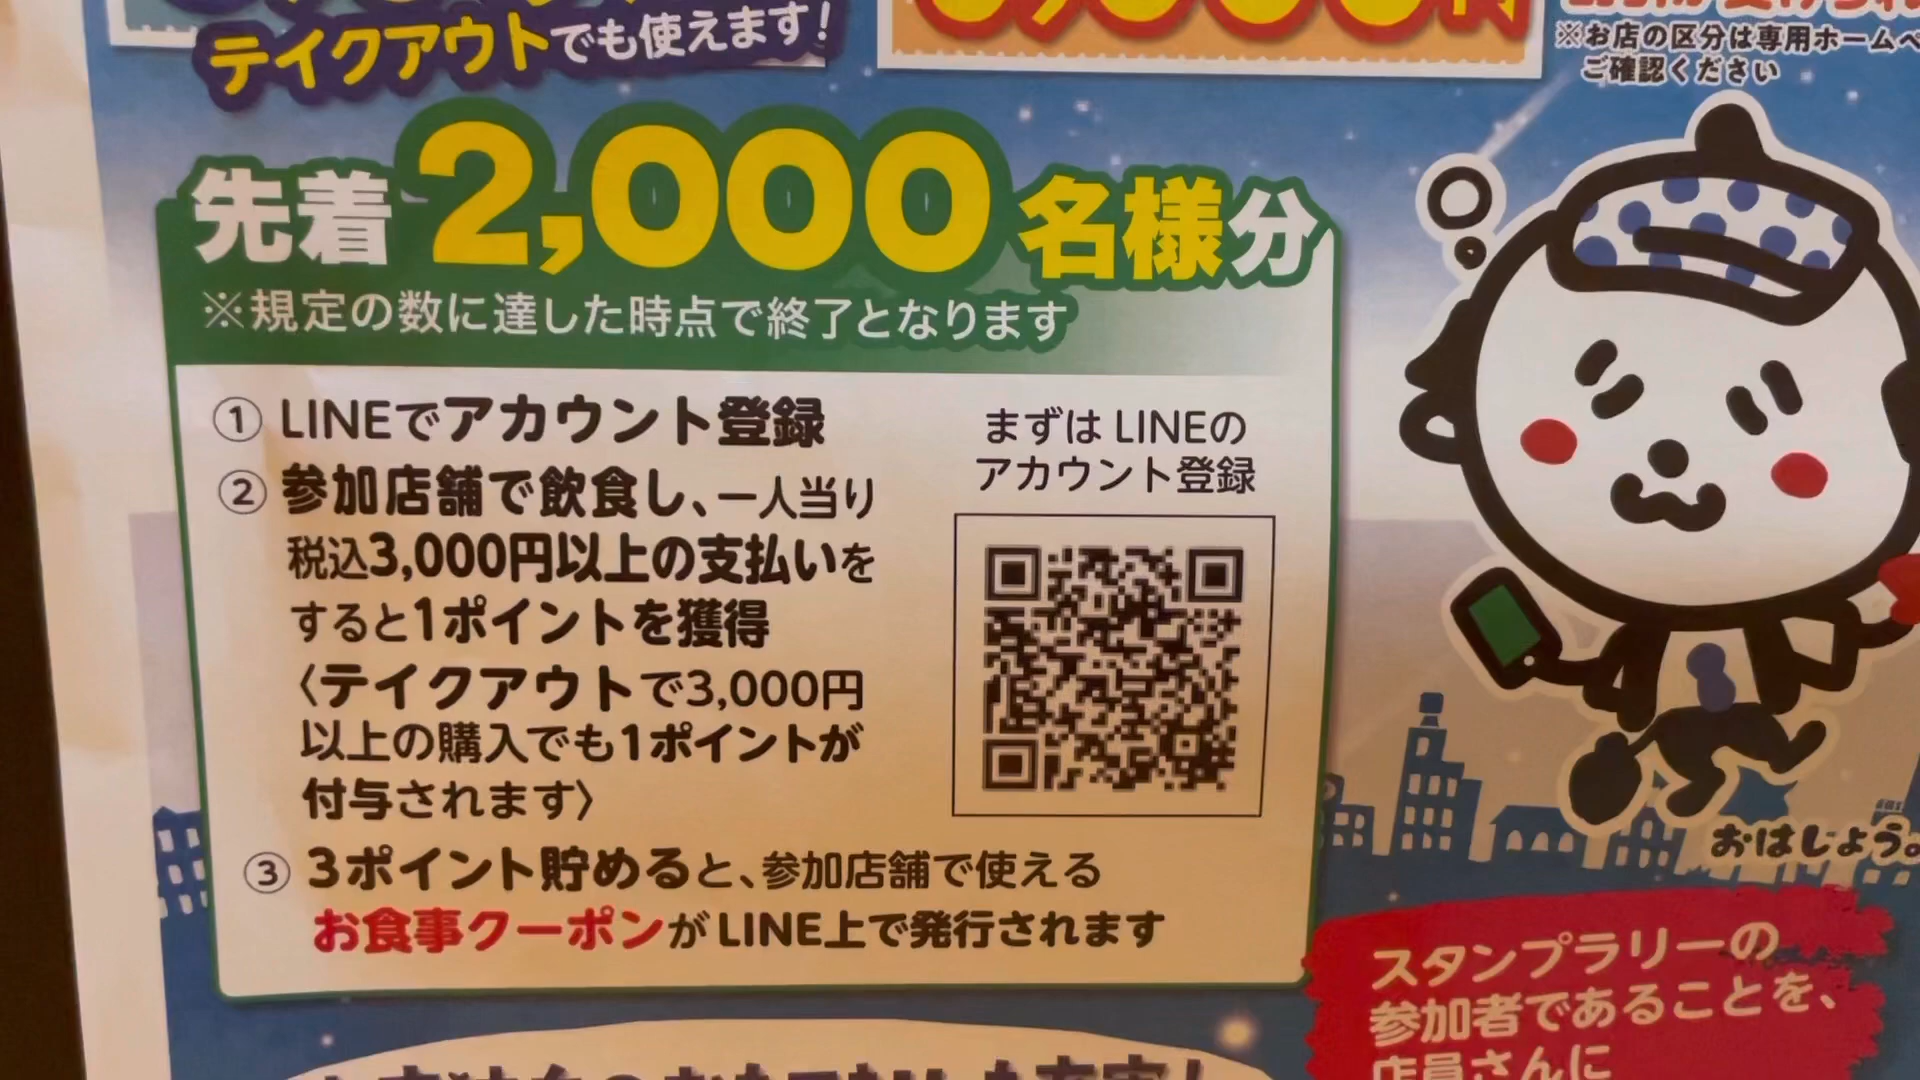 テイクアウトでも使えます!
※お店の区分は専用ホームペ
ご確認ください
先着2,000名様分
※規定の数に達した時点で終了となります
① LINEでアカウント登録
② 参加店舗で飲食し、一人当り
税込3,000円以上の支払いを
すると1ポイントを獲得
〈テイクアウトで3,000円
以上の購入でも1ポイントが
付与されます〉
③ 3ポイント貯めると、参加店舗で使える
お食事クーポンがLINE上で発行されます
まずは LINEの
アカウント登録
おはしょう。
スタンプラリーの
参加者であることを、
店員さんに